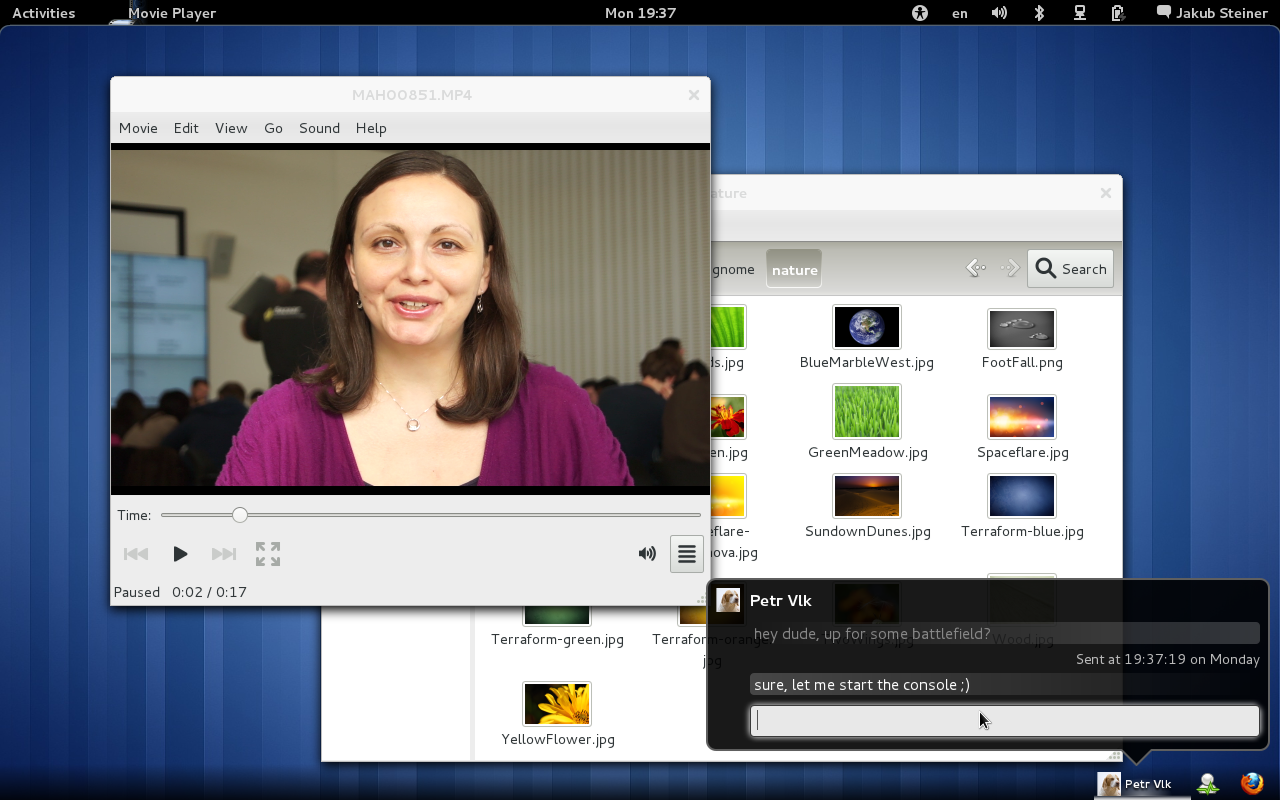 Activities
Movie Player
Mon 19:37
en
Jakub Steiner
MAH00851.MP4
Movie Edit View Go Sound Help
Time:
Paused 0:02 / 0:17
ature
gnome
nature
Search
ds.jpg
BlueMarbleWest.jpg
FootFall.png
en.jpg
GreenMeadow.jpg
Spaceflare.jpg
eflare-
ova.jpg
SundownDunes.jpg
Terraform-blue.jpg
Terraform-green.jpg
Terraform-orange.
jpg
Wood.jpg
YellowFlower.jpg
Petr Vlk
hey dude, up for some battlefield?
Sent at 19:37:19 on Monday
sure, let me start the console ;)
Petr Vlk